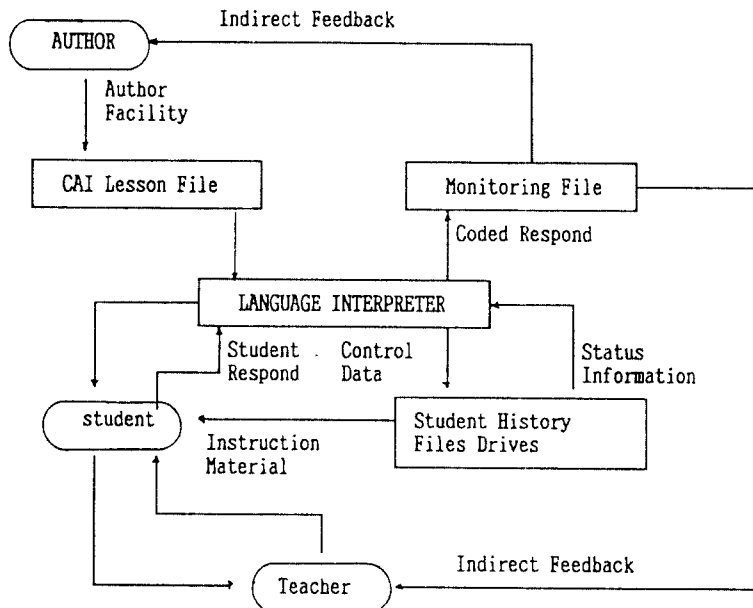 Indirect Feedback
AUTHOR
Author
Facility
CAI Lesson File
Monitoring File
Coded Respond
LANGUAGE INTERPRETER
Student
Respond
Control
Data
Status
Information
student
Instruction
Material
Student History
Files Drives
Indirect Feedback
Teacher